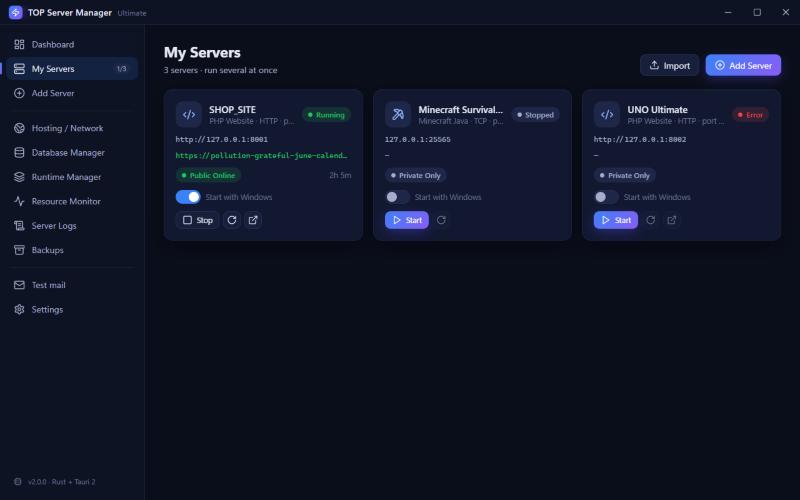 TOP Server Manager Ultimate
Dashboard
My Servers 1/3
Add Server
Hosting / Network
Database Manager
Runtime Manager
Resource Monitor
Server Logs
Backups
Test mail
Settings
v2.0.0 · Rust + Tauri 2
My Servers
3 servers · run several at once
Import
Add Server
SHOP_SITE
PHP Website · HTTP · p...
Running
http://127.0.0.1:8001
https://pollution-grateful-june-calend...
Public Online
2h 5m
Start with Windows
Stop
Minecraft Survival...
Minecraft Java · TCP · p...
Stopped
127.0.0.1:25565
–
Private Only
Start with Windows
Start
UNO Ultimate
PHP Website · HTTP · port ...
Error
http://127.0.0.1:8002
–
Private Only
Start with Windows
Start